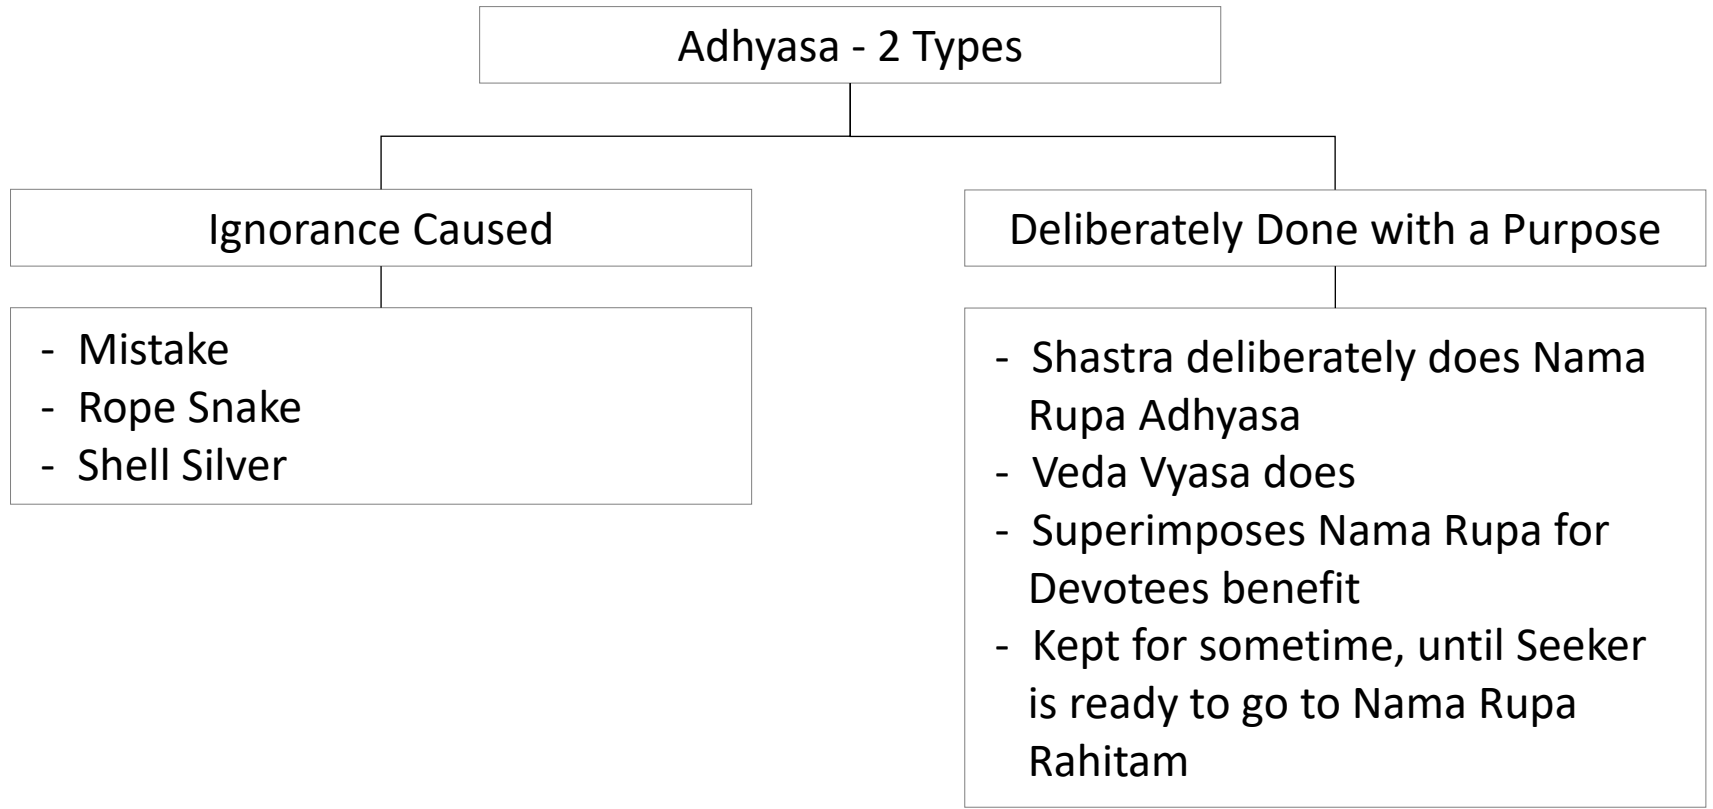 Adhyasa - 2 Types
Ignorance Caused
- Mistake
- Rope Snake
- Shell Silver
Deliberately Done with a Purpose
- Shastra deliberately does Nama
Rupa Adhyasa
- Veda Vyasa does
- Superimposes Nama Rupa for
Devotees benefit
- Kept for sometime, until Seeker
is ready to go to Nama Rupa
Rahitam